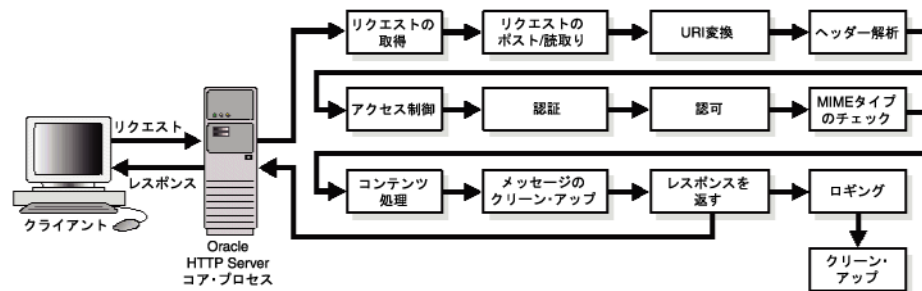 リクエストの
取得
リクエストの
ポスト/読取り
URI変換
ヘッダー解析
アクセス制御
認証
認可
MIMEタイプ
のチェック
リクエスト
レスポンス
クライアント
Oracle
HTTP Server
コア・プロセス
コンテンツ
処理
メッセージの
クリーン・アップ
レスポンスを
返す
ロギング
クリーン・
アップ